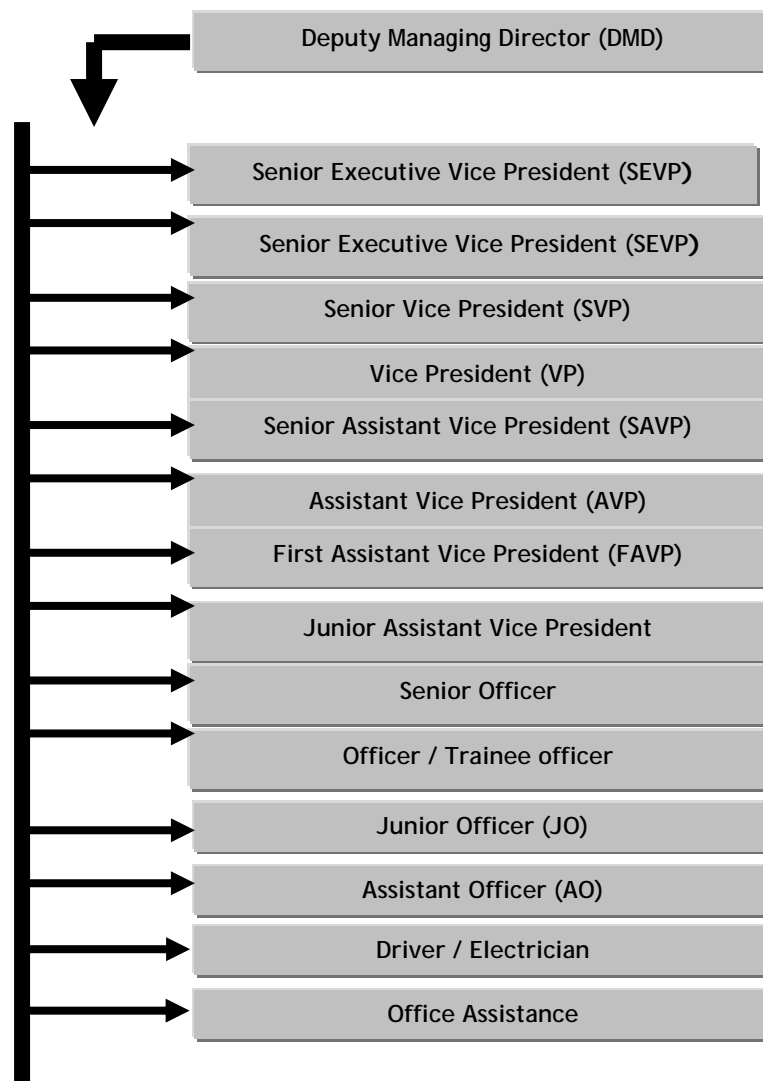 Deputy Managing Director (DMD)
Senior Executive Vice President (SEVP)
Senior Executive Vice President (SEVP)
Senior Vice President (SVP)
Vice President (VP)
Senior Assistant Vice President (SAVP)
Assistant Vice President (AVP)
First Assistant Vice President (FAVP)
Junior Assistant Vice President
Senior Officer
Officer / Trainee officer
Junior Officer (JO)
Assistant Officer (AO)
Driver / Electrician
Office Assistance